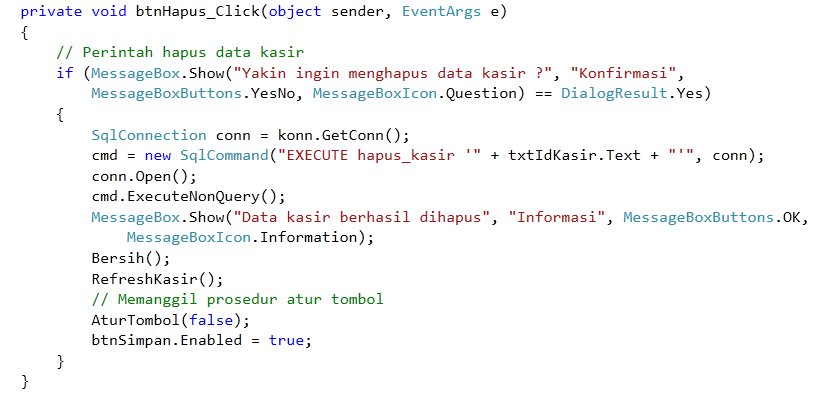 private void btnHapus_Click(object sender, EventArgs e)
{
    // Perintah hapus data kasir
    if (MessageBox.Show("Yakin ingin menghapus data kasir ?", "Konfirmasi",
        MessageBoxButtons.YesNo, MessageBoxIcon.Question) == DialogResult.Yes)
    {
        SqlConnection conn = konn.GetConn();
        cmd = new SqlCommand("EXECUTE hapus_kasir '" + txtIdKasir.Text + "'", conn);
        conn.Open();
        cmd.ExecuteNonQuery();
        MessageBox.Show("Data kasir berhasil dihapus", "Informasi", MessageBoxButtons.OK,
            MessageBoxIcon.Information);
        Bersih();
        RefreshKasir();
        // Memanggil prosedur atur tombol
        AturTombol(false);
        btnSimpan.Enabled = true;
    }
}